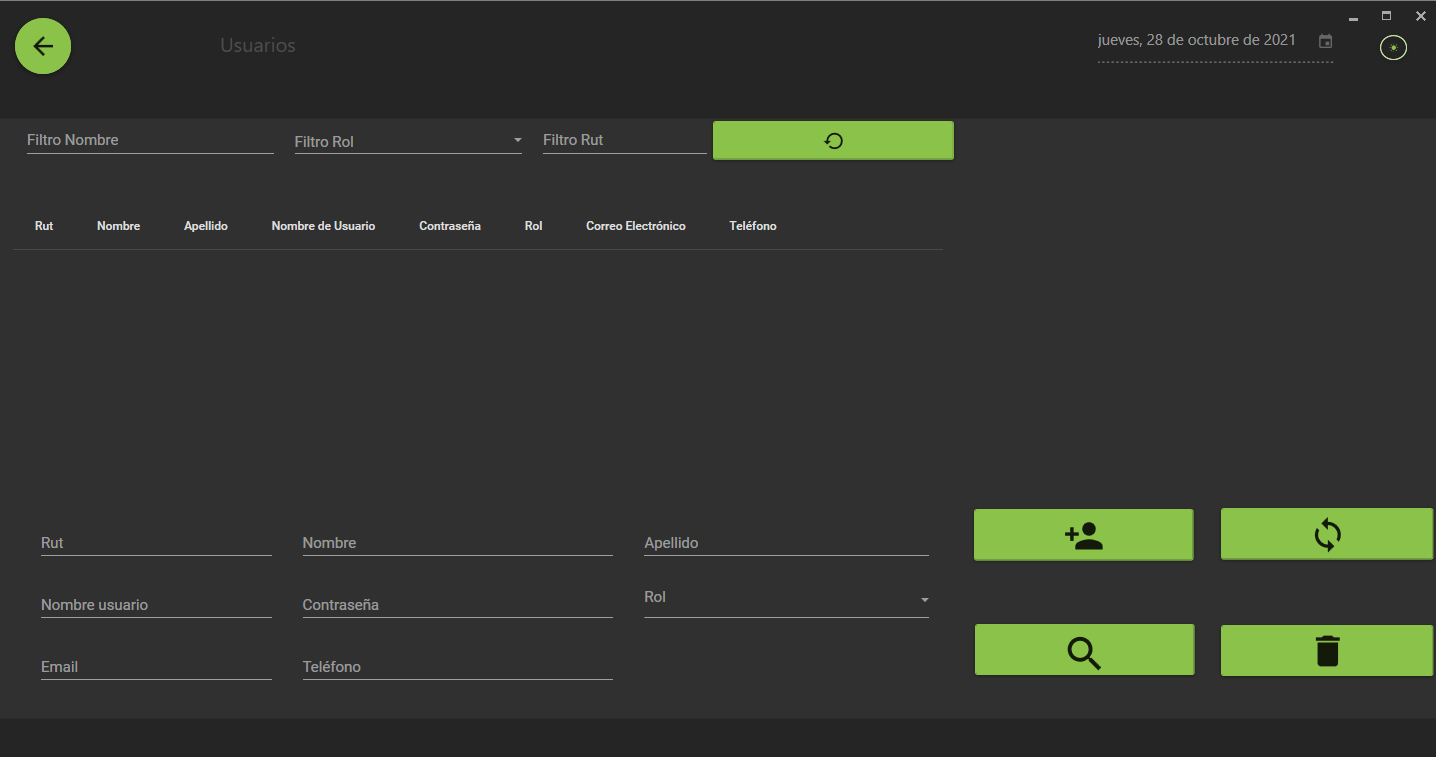 Usuarios
jueves, 28 de octubre de 2021
Filtro Nombre
Filtro Rol
Filtro Rut
Rut Nombre Apellido Nombre de Usuario Contraseña Rol Correo Electrónico Teléfono
Rut
Nombre
Apellido
Nombre usuario
Contraseña
Rol
Email
Teléfono